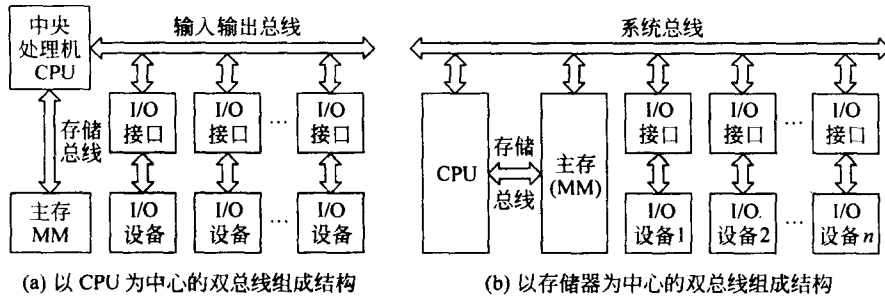 中央
处理机
CPU
输入输出总线
存储
总线
I/O
接口
I/O
接口
…
I/O
接口
主存
MM
I/O
设备
I/O
设备
…
I/O
设备
(a) 以 CPU 为中心的双总线组成结构
系统总线
CPU
存储
总线
主存
(MM)
I/O
接口
I/O
接口
…
I/O
接口
I/O
设备1
I/O.
设备2
…
I/O
设备n
(b) 以存储器为中心的双总线组成结构